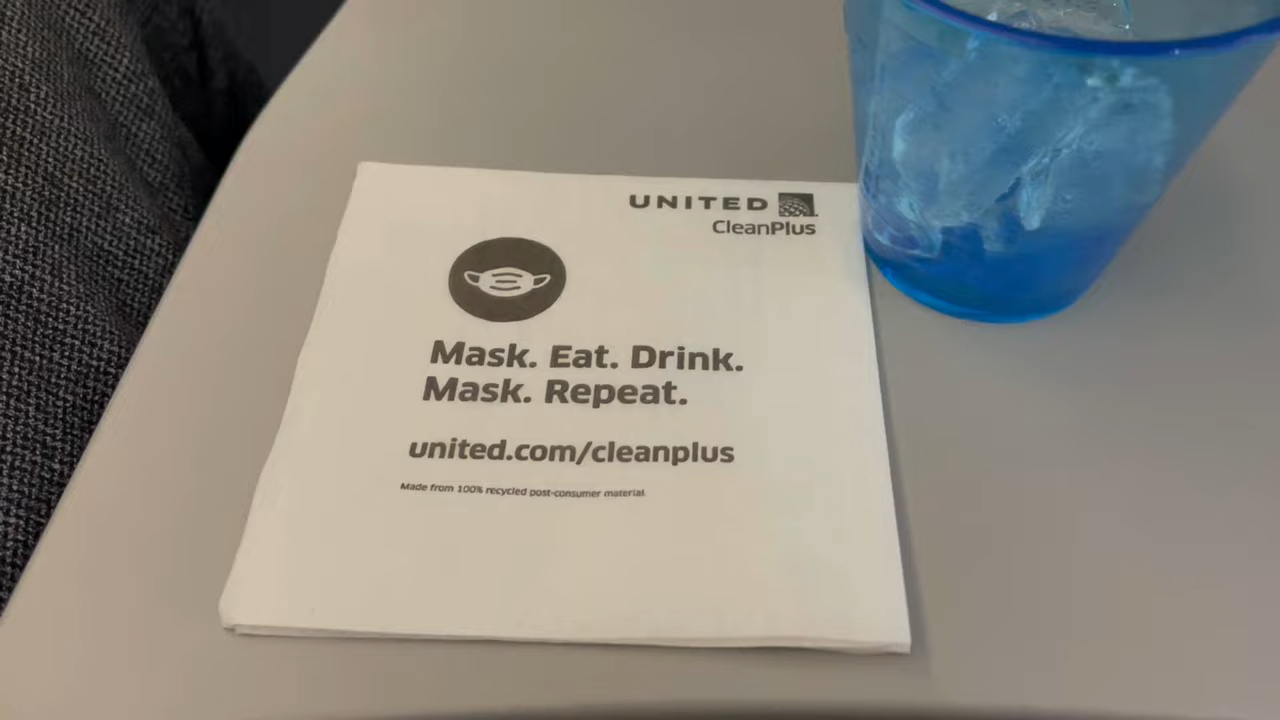 UNITED
CleanPlus
Mask. Eat. Drink.
Mask. Repeat.
united.com/cleanplus
Made from 100% recycled post-consumer material.